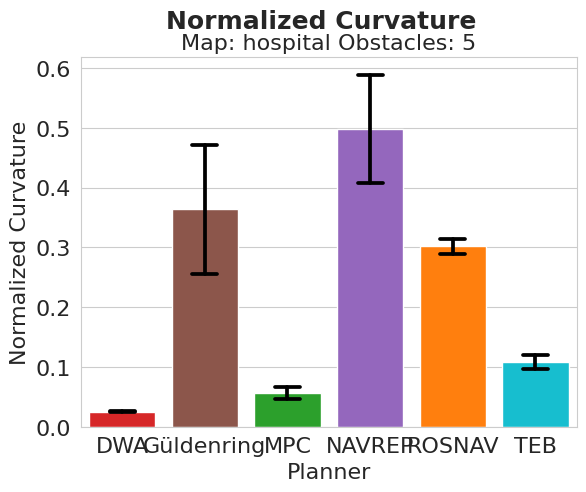 Normalized Curvature
Map: hospital Obstacles: 5
Normalized Curvature
0.6
0.5
0.4
0.3
0.2
0.1
0.0
DWA Güldenring MPC NAVREP ROSNAV TEB
Planner